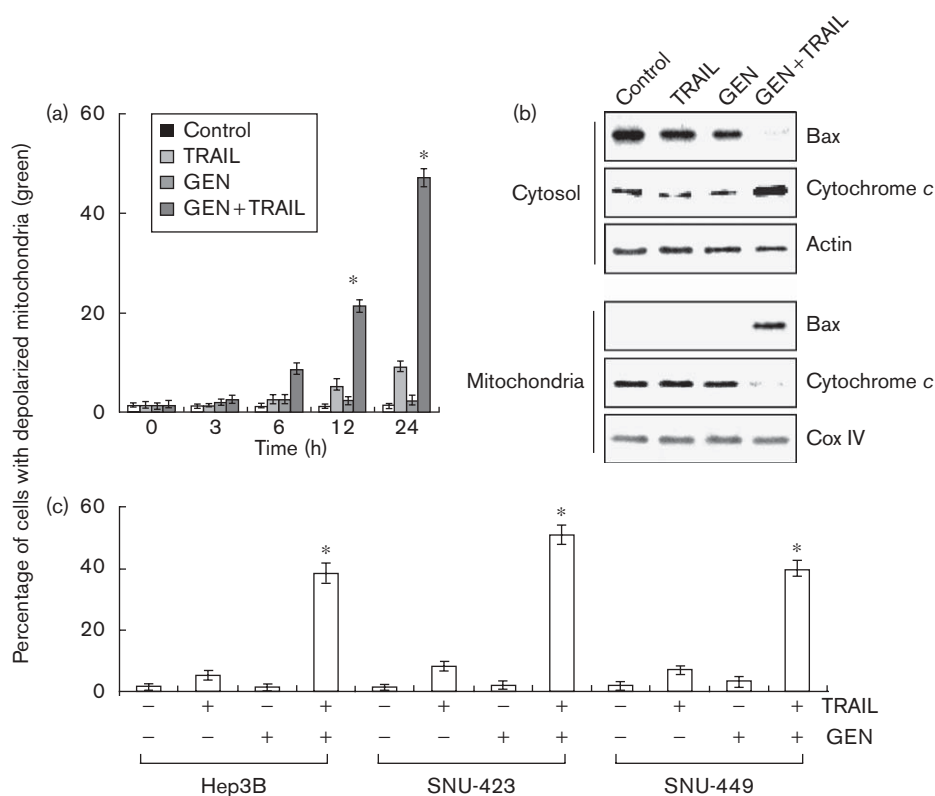 Percentage of cells with depolarized mitochondria (green)
(a)
60
40
20
0
Control
TRAIL
GEN
GEN + TRAIL
*
*
0 3 6 12 24
Time (h)
(b)
Control TRAIL GEN GEN + TRAIL
Cytosol
Bax
Cytochrome c
Actin
Mitochondria
Bax
Cytochrome c
Cox IV
(c)
60
40
20
0
* * *
− + − + − + − + − + − + TRAIL
− − + + − − + + − − + + GEN
Hep3B SNU-423 SNU-449